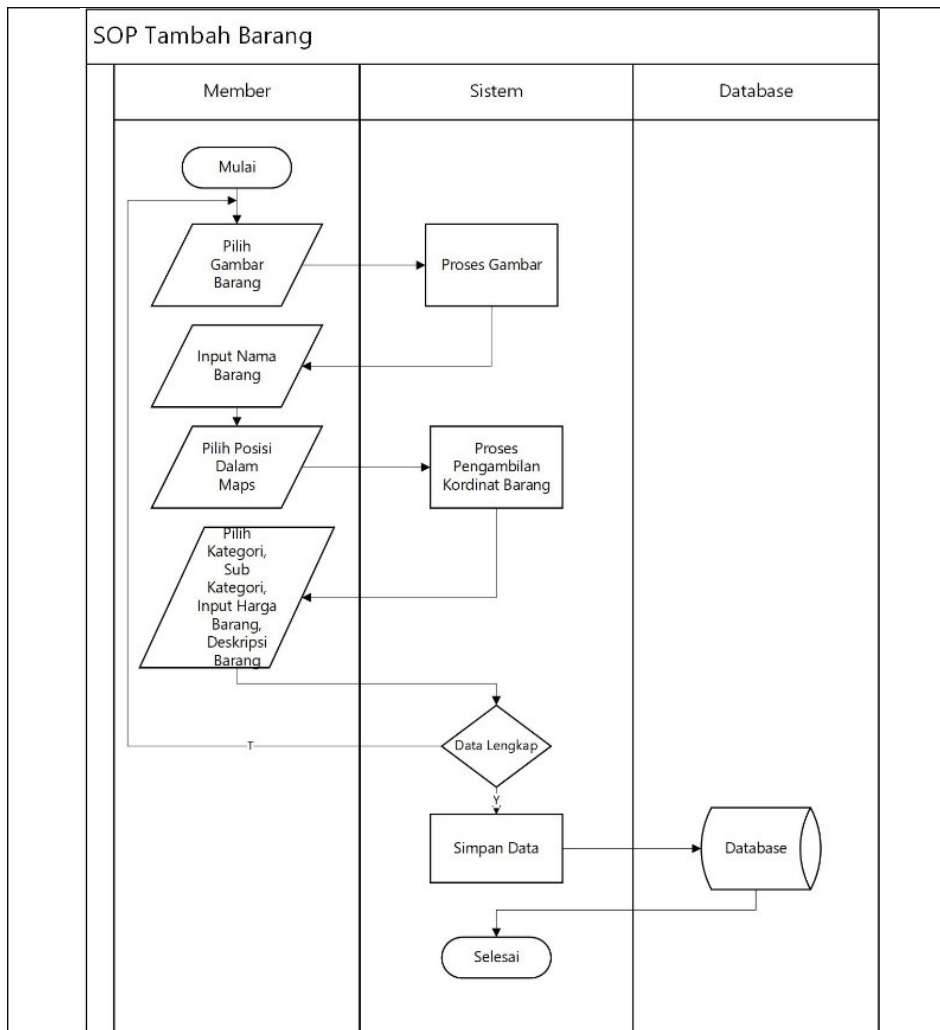 SOP Tambah Barang
Member
Sistem
Database
Mulai
Pilih
Gambar
Barang
Proses Gambar
Input Nama
Barang
Pilih Posisi
Dalam
Maps
Proses
Pengambilan
Kordinat Barang
Pilih
Kategori,
Sub
Kategori,
Input Harga
Barang,
Deskripsi
Barang
Data Lengkap
T
Y
Simpan Data
Database
Selesai